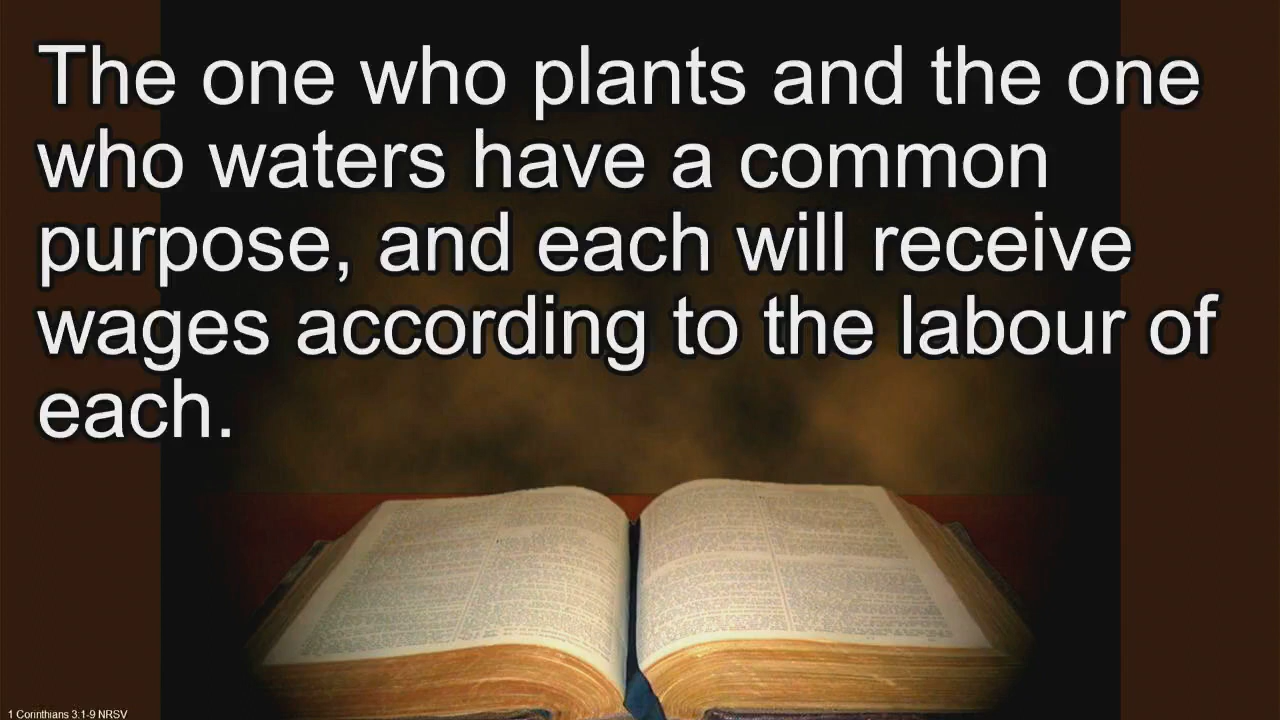 The one who plants and the one
who waters have a common
purpose, and each will receive
wages according to the labour of
each.
1 Corinthians 3.1-9 NRSV